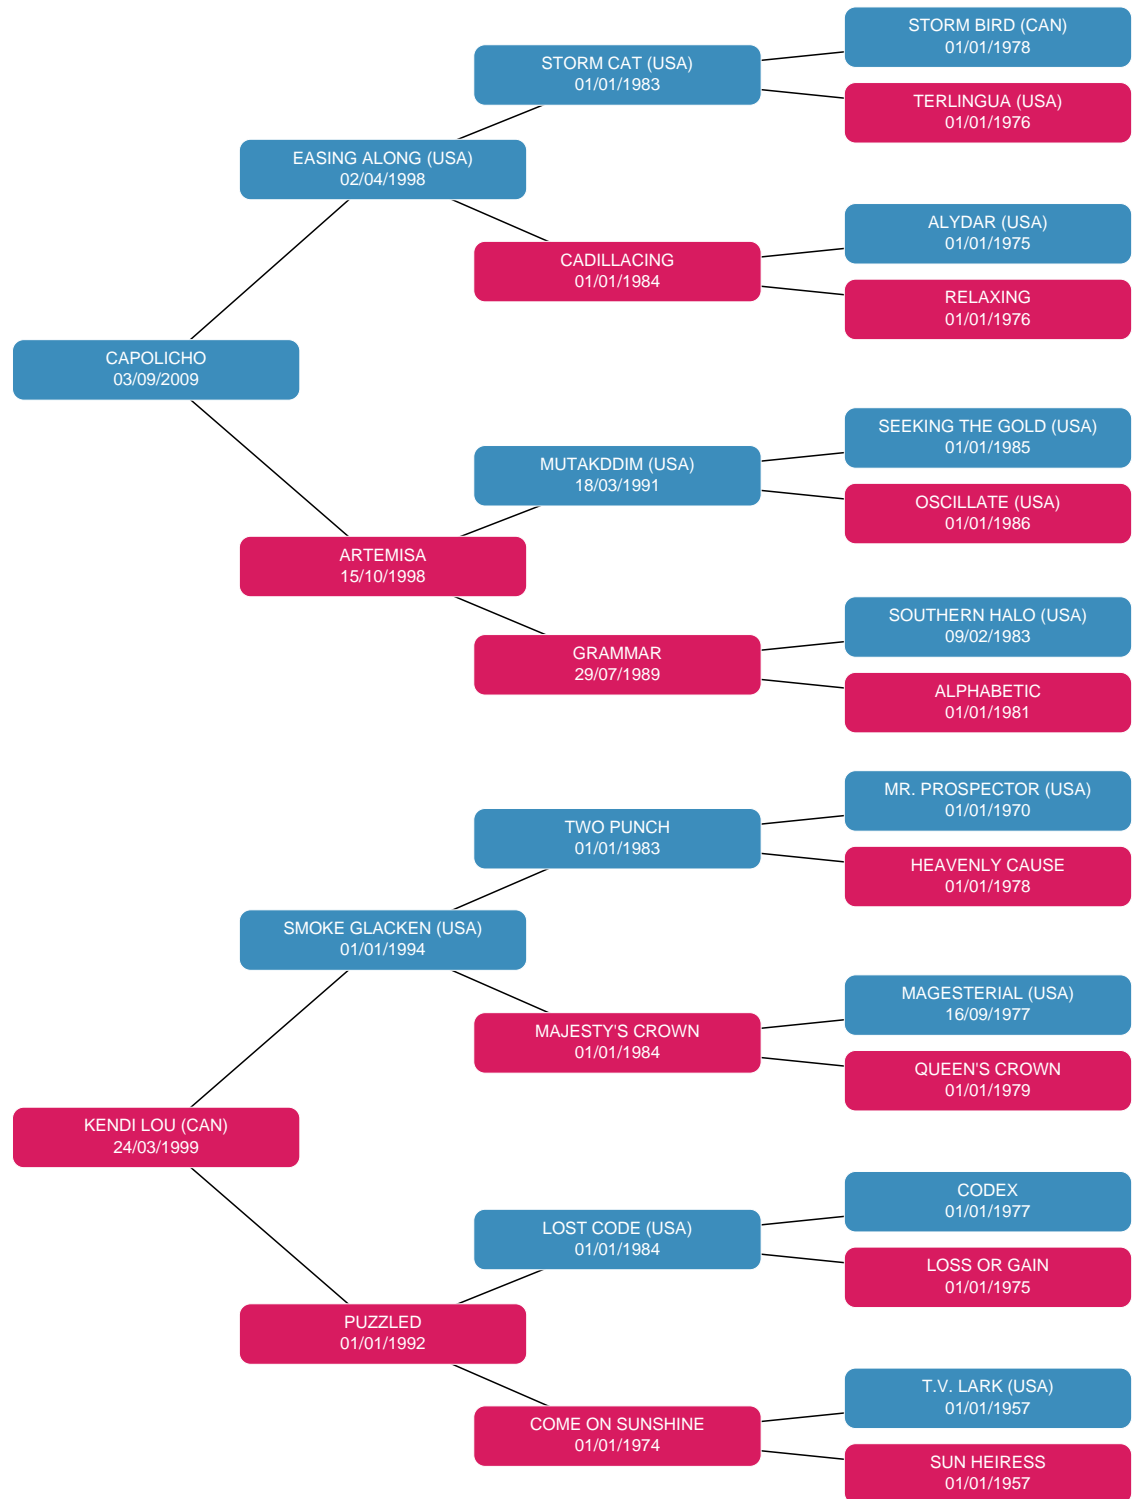 STORM BIRD (CAN)
01/01/1978
STORM CAT (USA)
01/01/1983
TERLINGUA (USA)
01/01/1976
EASING ALONG (USA)
02/04/1998
ALYDAR (USA)
01/01/1975
CADILLACING
01/01/1984
RELAXING
01/01/1976
CAPOLICHO
03/09/2009
SEEKING THE GOLD (USA)
01/01/1985
MUTAKDDIM (USA)
18/03/1991
OSCILLATE (USA)
01/01/1986
ARTEMISA
15/10/1998
SOUTHERN HALO (USA)
09/02/1983
GRAMMAR
29/07/1989
ALPHABETIC
01/01/1981
MR. PROSPECTOR (USA)
01/01/1970
TWO PUNCH
01/01/1983
HEAVENLY CAUSE
01/01/1978
SMOKE GLACKEN (USA)
01/01/1994
MAGESTERIAL (USA)
16/09/1977
MAJESTY'S CROWN
01/01/1984
QUEEN'S CROWN
01/01/1979
KENDI LOU (CAN)
24/03/1999
CODEX
01/01/1977
LOST CODE (USA)
01/01/1984
LOSS OR GAIN
01/01/1975
PUZZLED
01/01/1992
T.V. LARK (USA)
01/01/1957
COME ON SUNSHINE
01/01/1974
SUN HEIRESS
01/01/1957